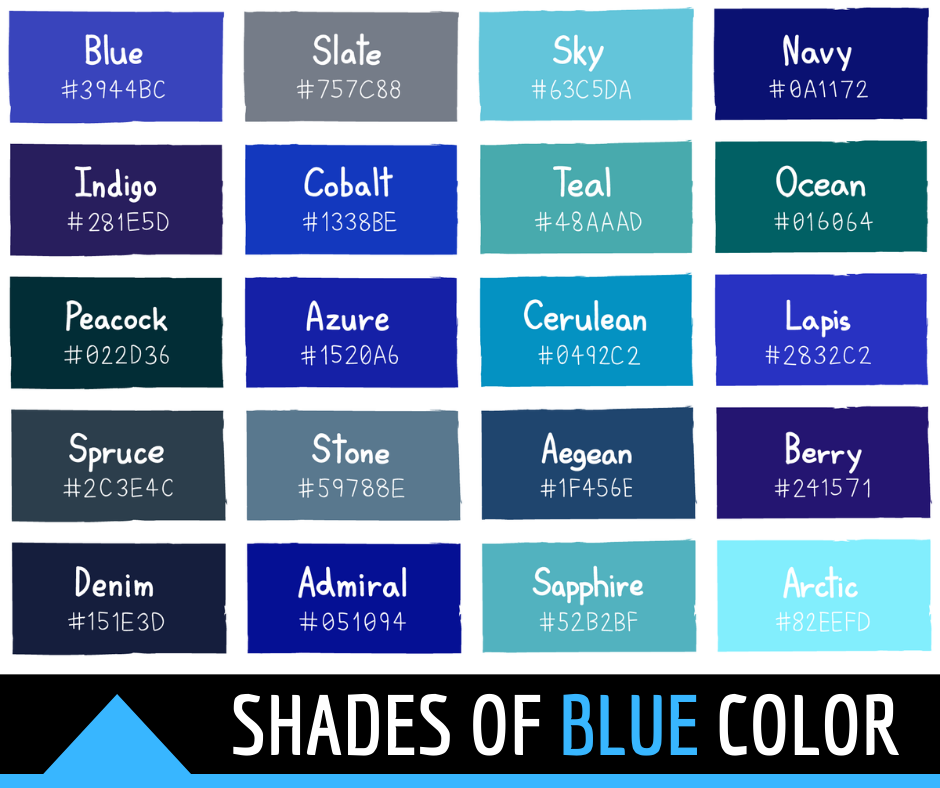 Blue
#3944BC
Slate
#757C88
Sky
#63C5DA
Navy
#0A1172
Indigo
#281E5D
Cobalt
#1338BE
Teal
#48AAAD
Ocean
#016064
Peacock
#022D36
Azure
#1520A6
Cerulean
#0492C2
Lapis
#2832C2
Spruce
#2C3E4C
Stone
#59788E
Aegean
#1F456E
Berry
#241571
Denim
#151E3D
Admiral
#051094
Sapphire
#52B2BF
Arctic
#82EEFD
SHADES OF BLUE COLOR